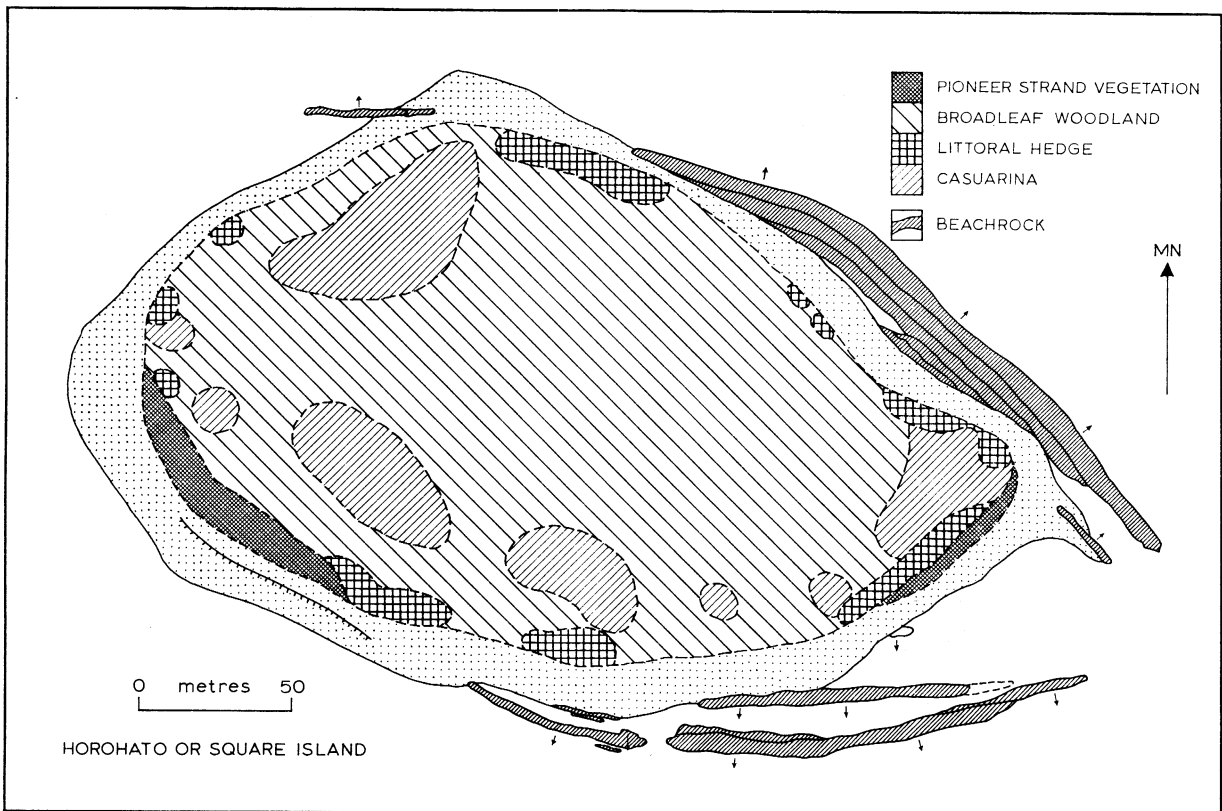 PIONEER STRAND VEGETATION
BROADLEAF WOODLAND
LITTORAL HEDGE
CASUARINA
BEACHROCK
MN
0 metres 50
HOROHATO OR SQUARE ISLAND